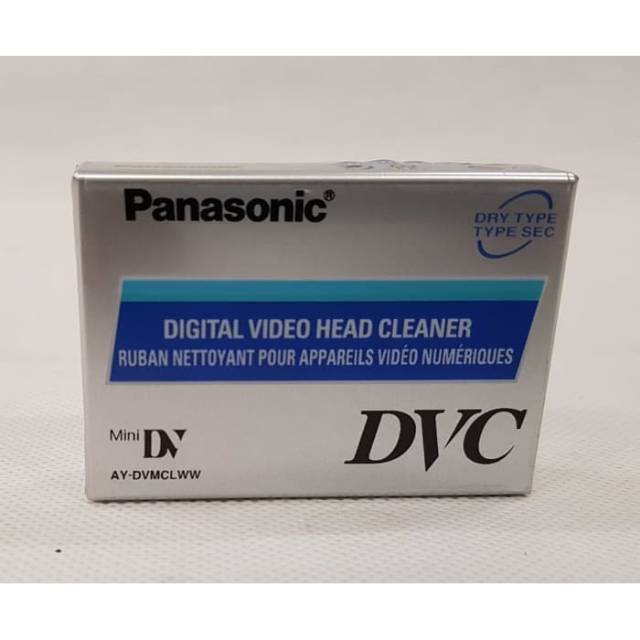 Panasonic®
DRY TYPE
TYPE SEC
DIGITAL VIDEO HEAD CLEANER
RUBAN NETTOYANT POUR APPAREILS VIDÉO NUMÉRIQUES
Mini DV
AY-DVMCLWW
DVC